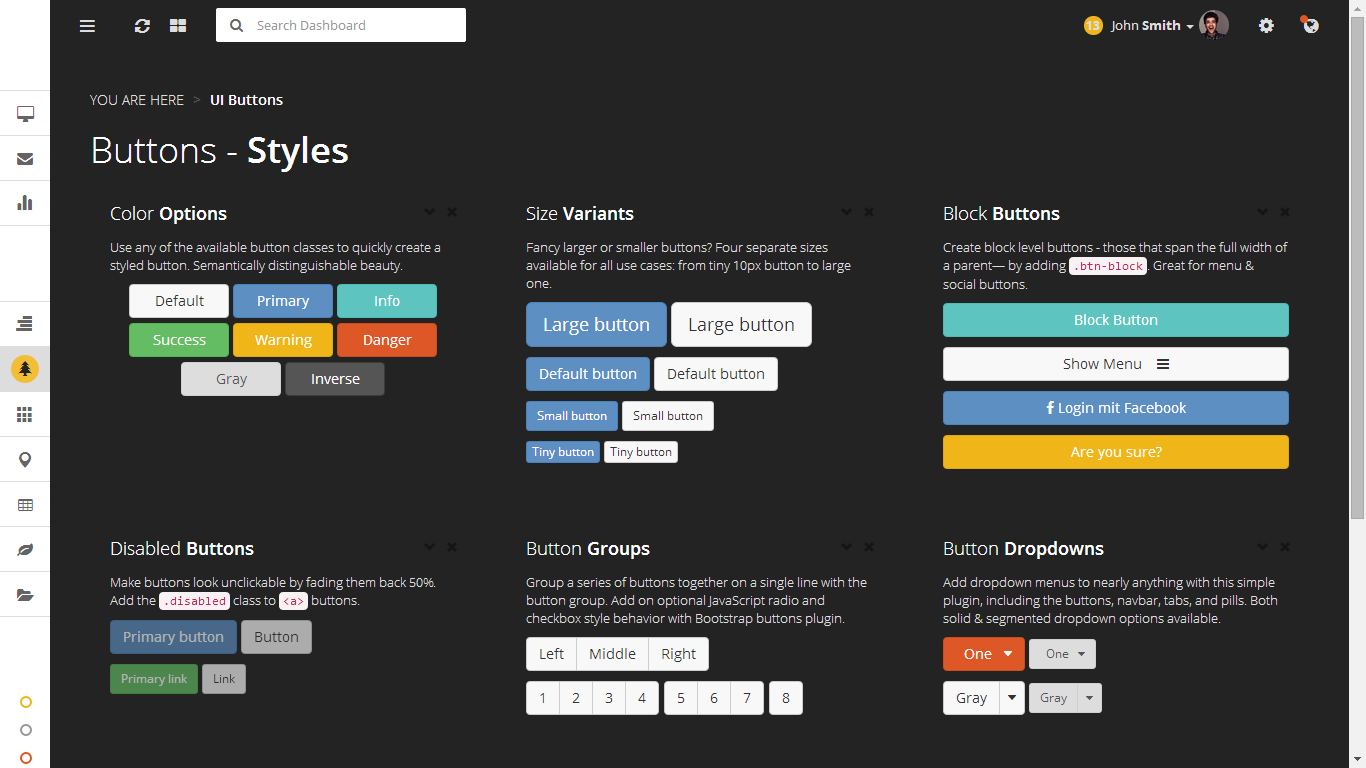 Search Dashboard
13 John Smith
YOU ARE HERE > UI Buttons
Buttons - Styles
Color Options
Use any of the available button classes to quickly create a
styled button. Semantically distinguishable beauty.
Default Primary Info
Success Warning Danger
Gray Inverse
Size Variants
Fancy larger or smaller buttons? Four separate sizes
available for all use cases: from tiny 10px button to large
one.
Large button Large button
Default button Default button
Small button Small button
Tiny button Tiny button
Block Buttons
Create block level buttons - those that span the full width of
a parent— by adding .btn-block. Great for menu &
social buttons.
Block Button
Show Menu
Login mit Facebook
Are you sure?
Disabled Buttons
Make buttons look unclickable by fading them back 50%.
Add the .disabled class to <a> buttons.
Primary button Button
Primary link Link
Button Groups
Group a series of buttons together on a single line with the
button group. Add on optional JavaScript radio and
checkbox style behavior with Bootstrap buttons plugin.
Left Middle Right
1 2 3 4 5 6 7 8
Button Dropdowns
Add dropdown menus to nearly anything with this simple
plugin, including the buttons, navbar, tabs, and pills. Both
solid & segmented dropdown options available.
One One
Gray Gray